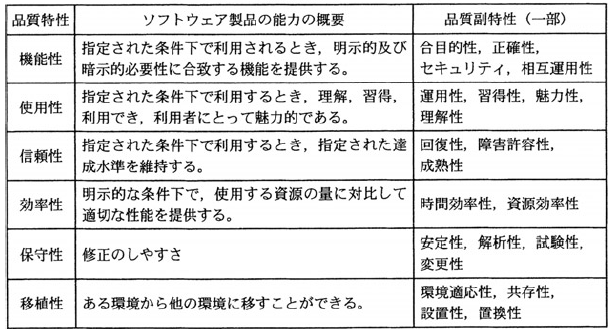 品質特性
ソフトウェア製品の能力の概要
品質副特性（一部）
機能性
指定された条件下で利用されるとき，明示的及び
暗示的必要性に合致する機能を提供する。
合目的性，正確性，
セキュリティ，相互運用性
使用性
指定された条件下で利用するとき，理解，習得，
利用でき，利用者にとって魅力的である。
運用性，習得性，魅力性，
理解性
信頼性
指定された条件下で利用するとき，指定された達
成水準を維持する。
回復性，障害許容性，
成熟性
効率性
明示的な条件下で，使用する資源の量に対比して
適切な性能を提供する。
時間効率性，資源効率性
保守性
修正のしやすさ
安定性，解析性，試験性，
変更性
移植性
ある環境から他の環境に移すことができる。
環境適応性，共存性，
設置性，置換性